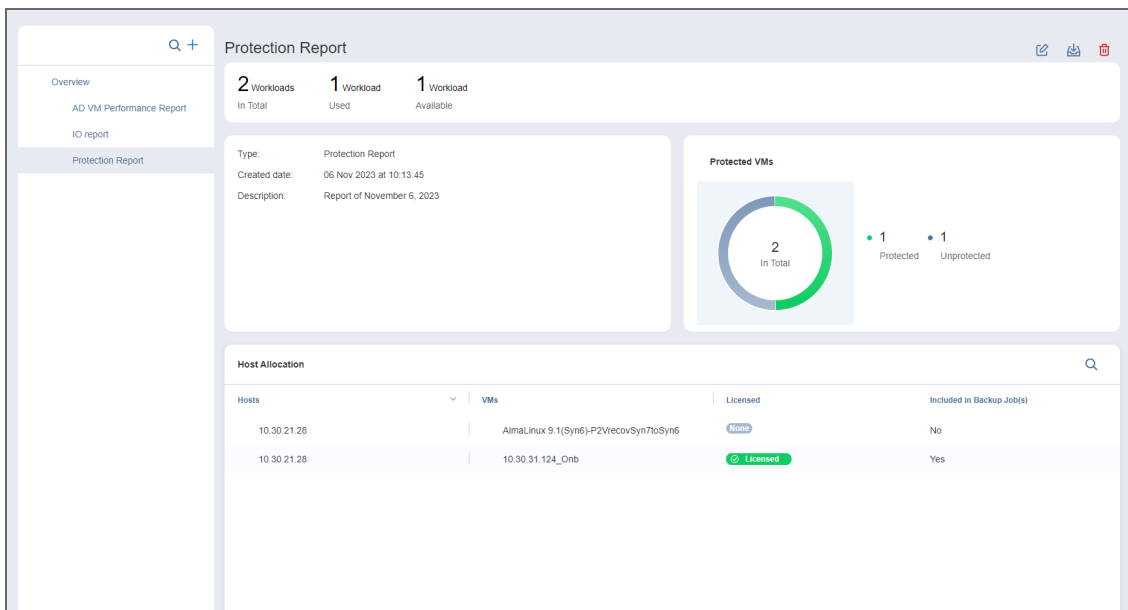 Protection Report
Overview
AD VM Performance Report
IO report
Protection Report
2 Workloads 1 Workload 1 Workload
In Total Used Available
Type: Protection Report
Created date: 06 Nov 2023 at 10:13:45
Description: Report of November 6, 2023
Protected VMs
2
In Total
1 1
Protected Unprotected
Host Allocation
Hosts VMs Licensed Included in Backup Job(s)
10.30.21.28 AlmaLinux 9.1(Syn6)-P2VrecovSyn7toSyn6 None No
10.30.21.28 10.30.31.124_Onb Licensed Yes